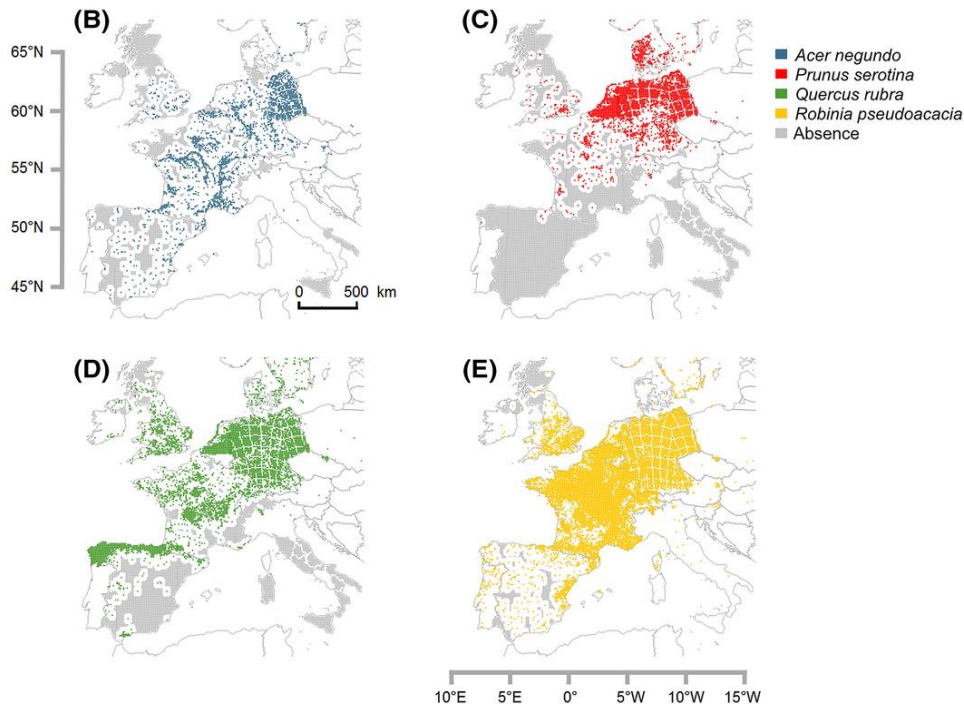 (B)
(C)
65°N
60°N
55°N
50°N
45°N
0 500 km
Acer negundo
Prunus serotina
Quercus rubra
Robinia pseudoacacia
Absence
(D)
(E)
10°E 5°E 0° 5°W 10°W 15°W